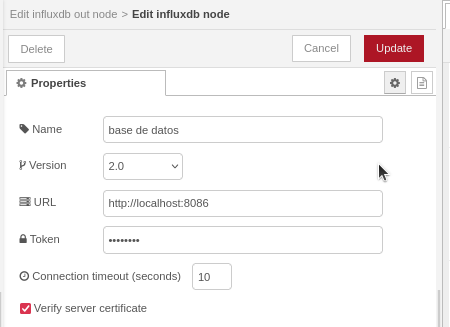 Edit influxdb out node > Edit influxdb node
Delete
Cancel
Update
Properties
Name
base de datos
Version
2.0
URL
http://localhost:8086
Token
••••••••
Connection timeout (seconds)
10
Verify server certificate